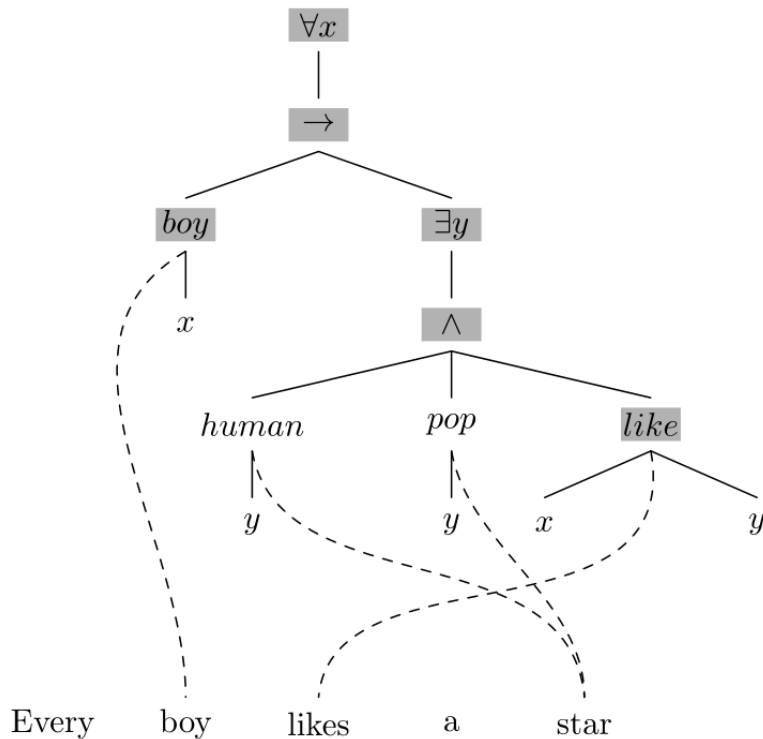 ∀x
→
boy ∃y
x ∧
human pop like
y y x y
Every boy likes a star